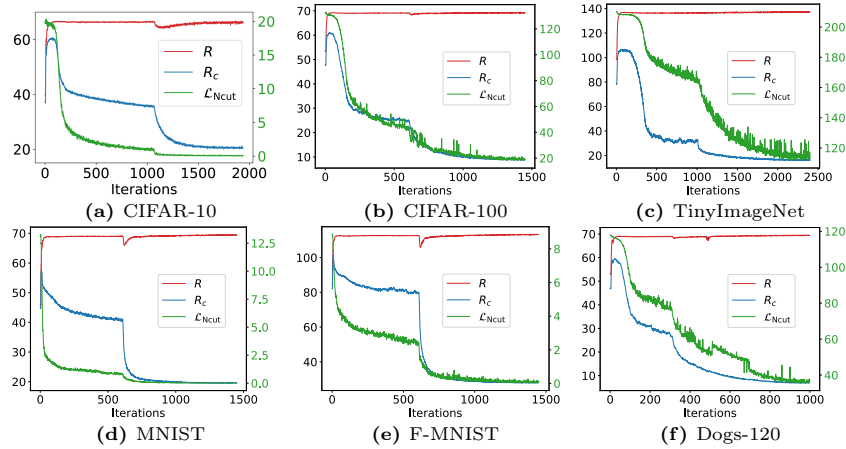 60
40
20
20
15
10
5
0
R
R_c
ℒ_Ncut
0 500 1000 1500 2000
Iterations
(a) CIFAR-10
70
60
50
40
30
20
10
120
100
80
60
40
20
R
R_c
ℒ_Ncut
0 500 1000 1500
Iterations
(b) CIFAR-100
140
120
100
80
60
40
20
200
180
160
140
120
R
R_c
ℒ_Ncut
0 500 1000 1500 2000 2500
Iterations
(c) TinyImageNet
70
60
50
40
30
20
12.5
10.0
7.5
5.0
2.5
0.0
R
R_c
ℒ_Ncut
0 500 1000 1500
Iterations
(d) MNIST
100
80
60
40
8
6
4
2
0
R
R_c
ℒ_Ncut
0 500 1000 1500
Iterations
(e) F-MNIST
70
60
50
40
30
20
10
120
100
80
60
40
R
R_c
ℒ_Ncut
0 200 400 600 800 1000
Iterations
(f) Dogs-120